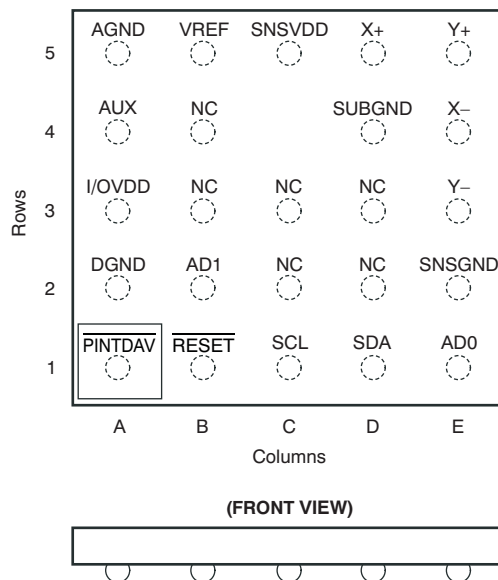 AGND VREF SNSVDD X+ Y+
5
AUX NC SUBGND X–
4
I/OVDD NC NC NC Y–
3
Rows
DGND AD1 NC NC SNSGND
2
PINTDAV RESET SCL SDA AD0
1
A B C D E
Columns
(FRONT VIEW)